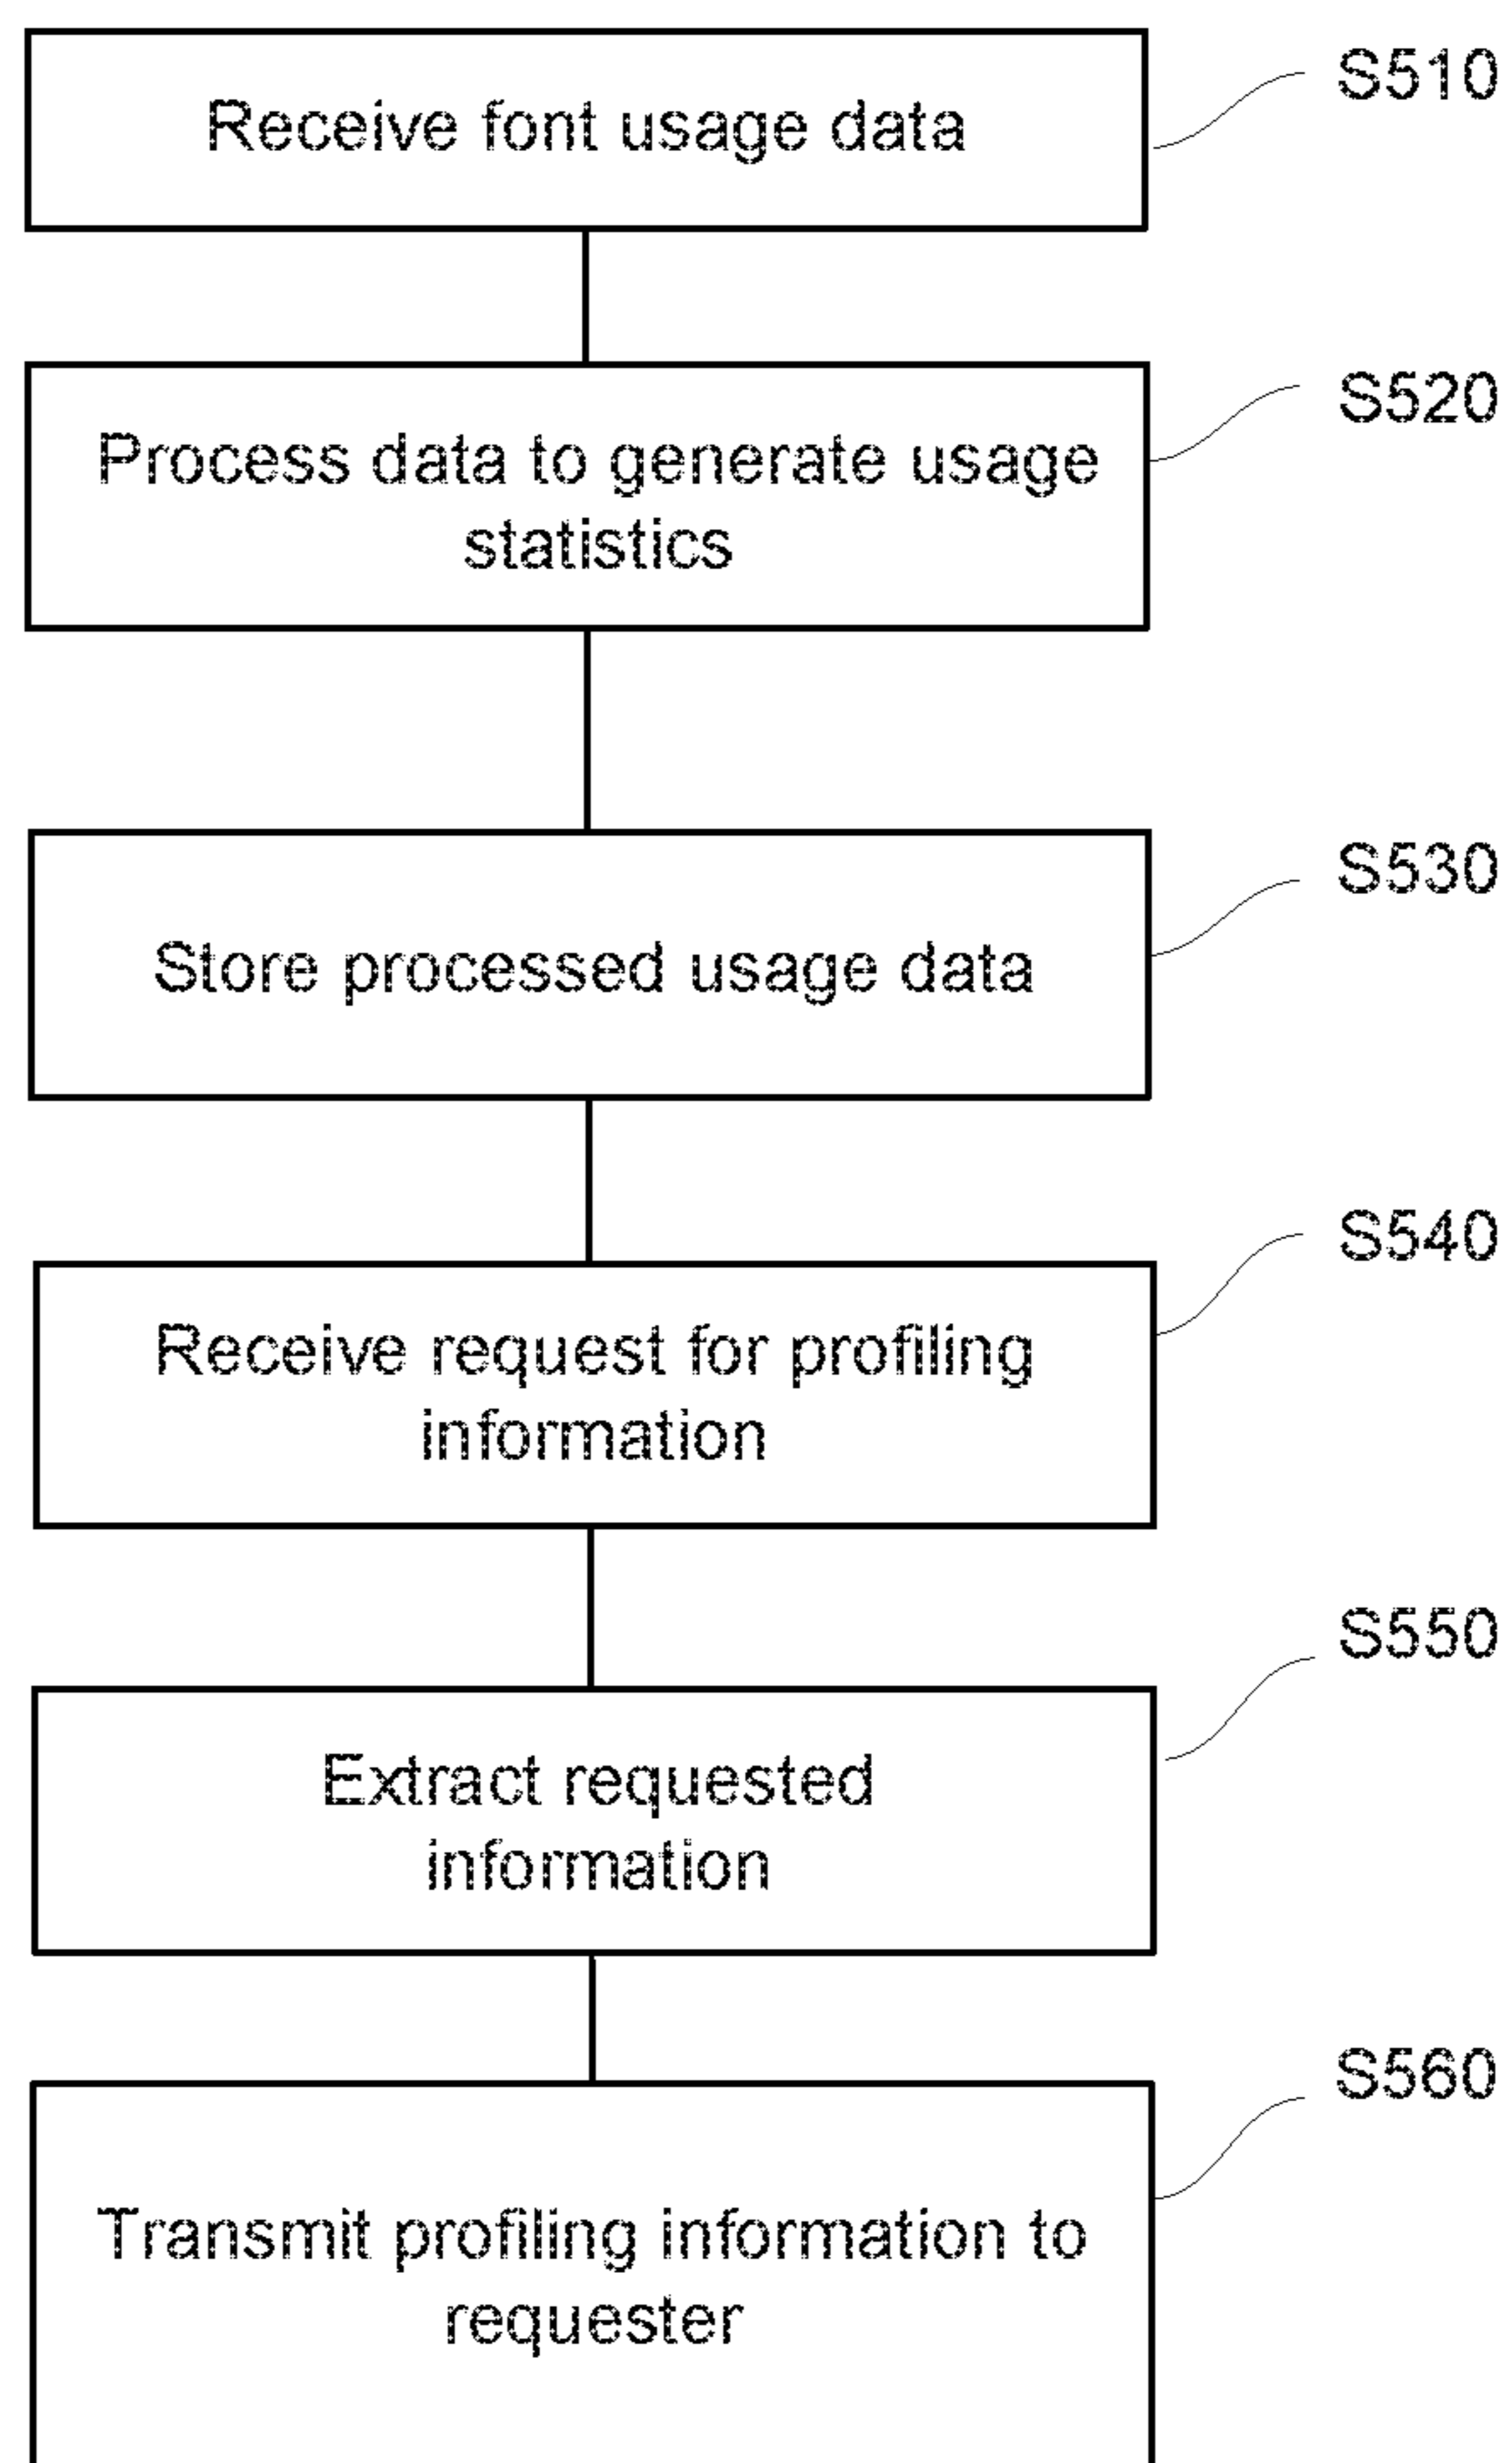 Receive font usage data
S510
Process data to generate usage
statistics
S520
Store processed usage data
S530
Receive request for profiling
information
S540
Extract requested
information
S550
Transmit profiling information to
requester
S560